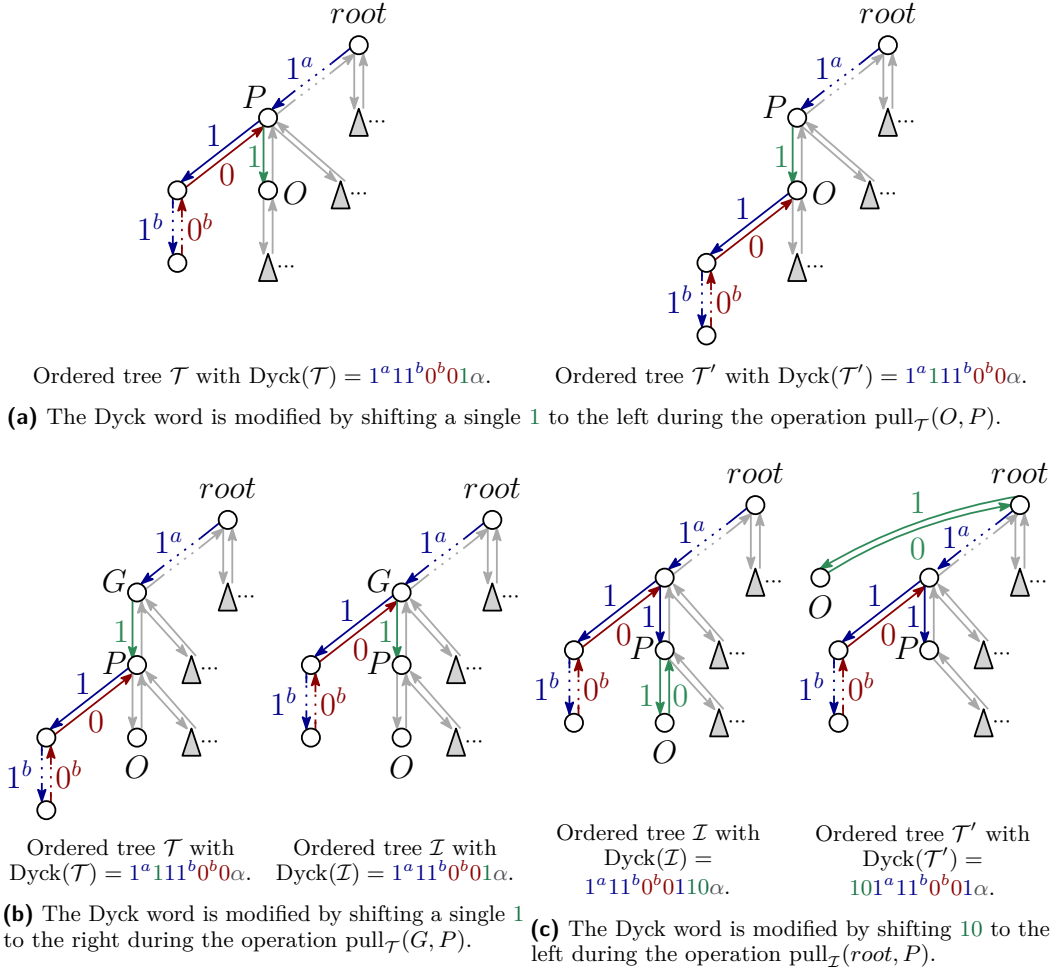 root
root
1^a
1^a
P
...
P
...
1
0
1
1
O
...
O
...
1^b
0^b
1
0
...
...
1^b
0^b
Ordered tree 𝒯 with Dyck(𝒯) = 1^a11^b0^b01α.
Ordered tree 𝒯′ with Dyck(𝒯′) = 1^a111^b0^b0α.
(a) The Dyck word is modified by shifting a single 1 to the left during the operation pull_𝒯(O, P).
root
1^a
G
...
1
P
...
1
0
...
1^b
0^b
O
Ordered tree 𝒯 with
Dyck(𝒯) = 1^a111^b0^b0α.
root
1^a
G
...
1
0
1
P
...
1^b
0^b
...
O
Ordered tree ℐ with
Dyck(ℐ) = 1^a11^b0^b01α.
(b) The Dyck word is modified by shifting a single 1
to the right during the operation pull_𝒯(G, P).
root
1^a
...
1
0
1
P
...
1^b
0^b
1
0
...
O
Ordered tree ℐ with
Dyck(ℐ) =
1^a11^b0^b0110α.
root
1
0
1^a
O
...
1
0
1
P
...
1^b
0^b
...
Ordered tree 𝒯′ with
Dyck(𝒯′) =
101^a11^b0^b01α.
(c) The Dyck word is modified by shifting 10 to the
left during the operation pull_ℐ(root, P).